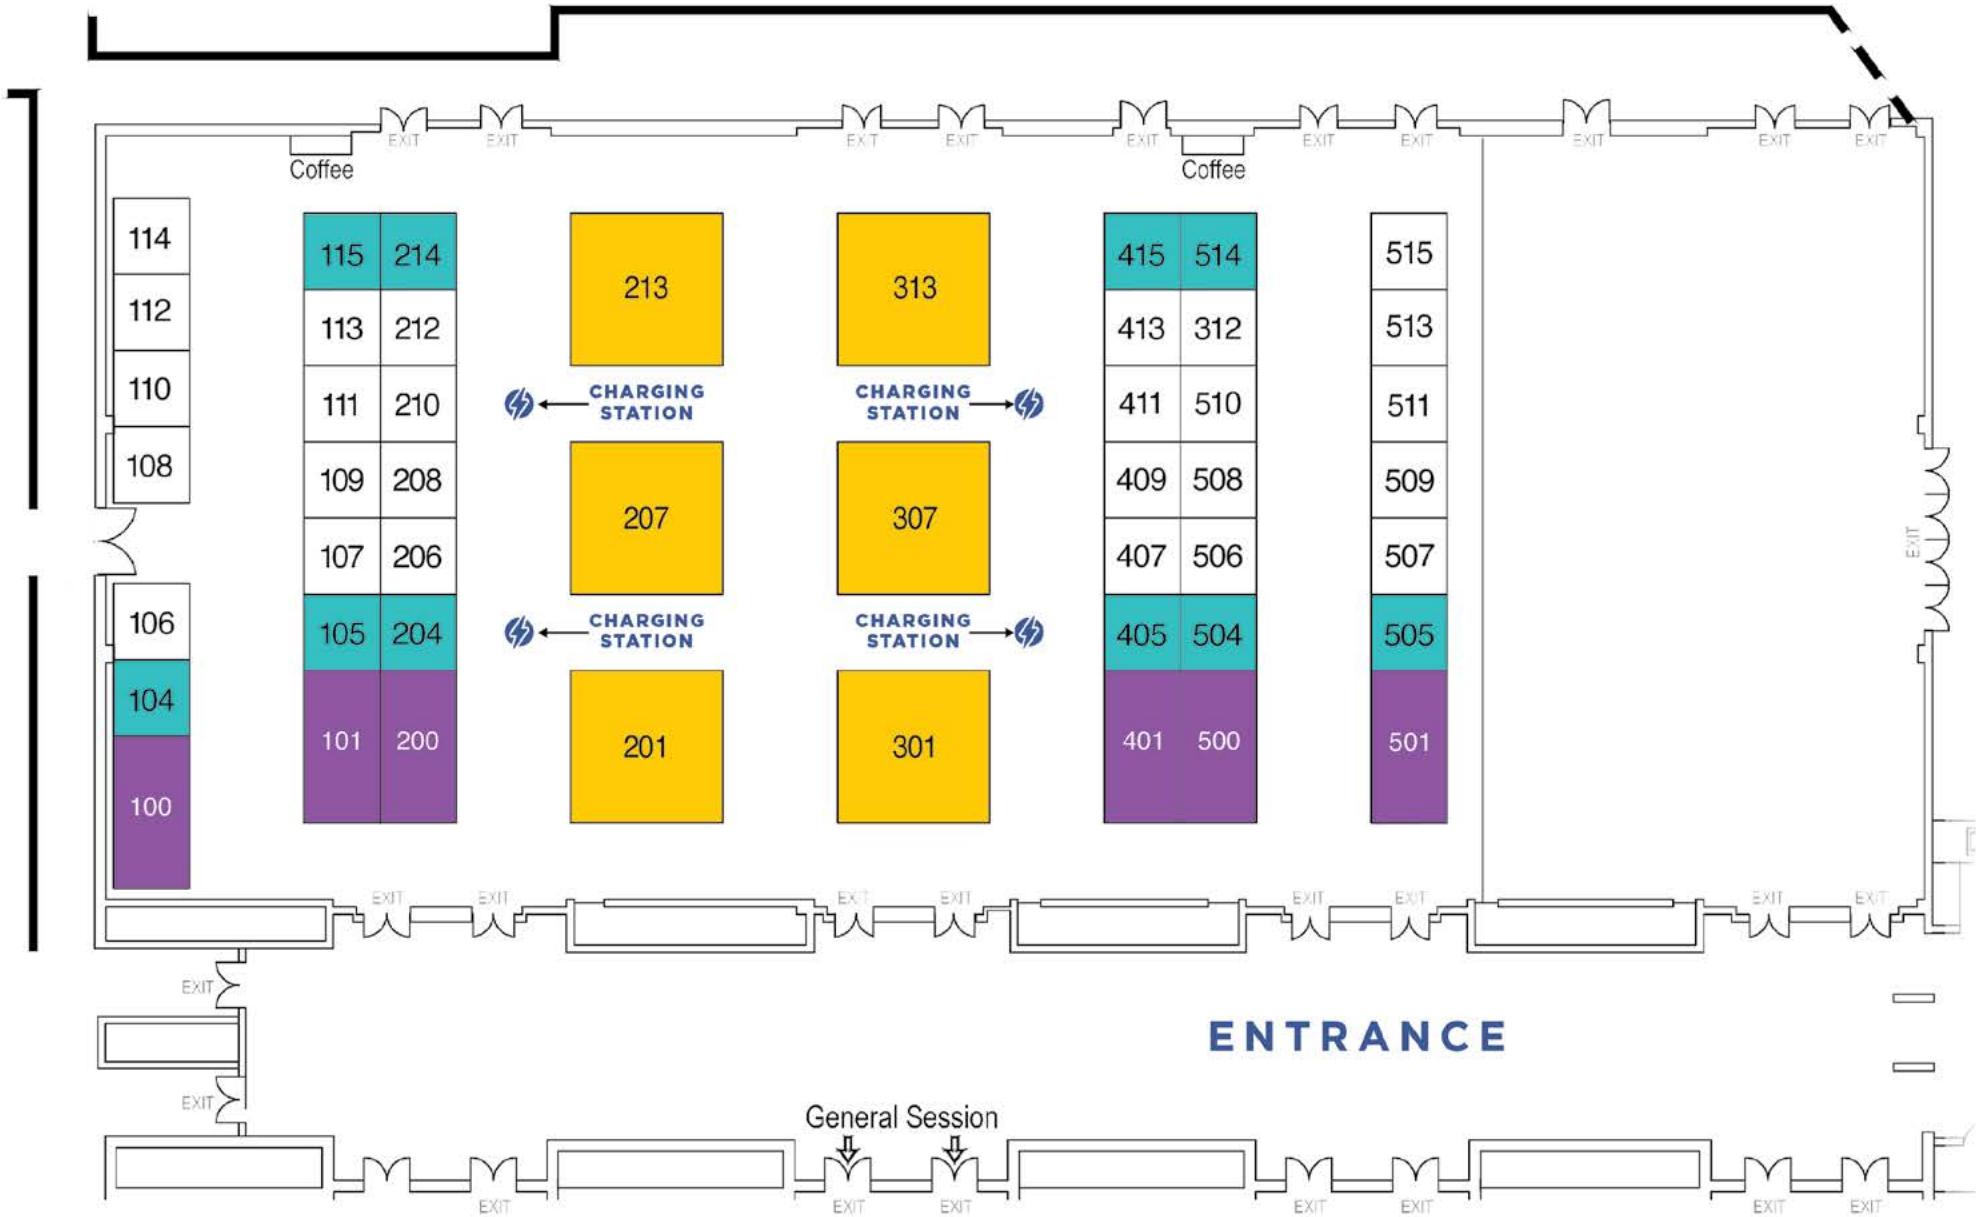 EXIT
EXIT
EXIT
EXIT
EXIT
EXIT
EXIT
EXIT
EXIT
EXIT
Coffee
Coffee
114
112
110
108
106
104
100
115 214
113 212
111 210
109 208
107 206
105 204
101 200
213
CHARGING
STATION
207
CHARGING
STATION
201
313
CHARGING
STATION
307
CHARGING
STATION
301
415 514
413 312
411 510
409 508
407 506
405 504
401 500
515
513
511
509
507
505
501
EXIT
EXIT
EXIT
EXIT
EXIT
EXIT
EXIT
EXIT
EXIT
EXIT
EXIT
ENTRANCE
General Session
EXIT
EXIT
EXIT
EXIT
EXIT
EXIT
EXIT